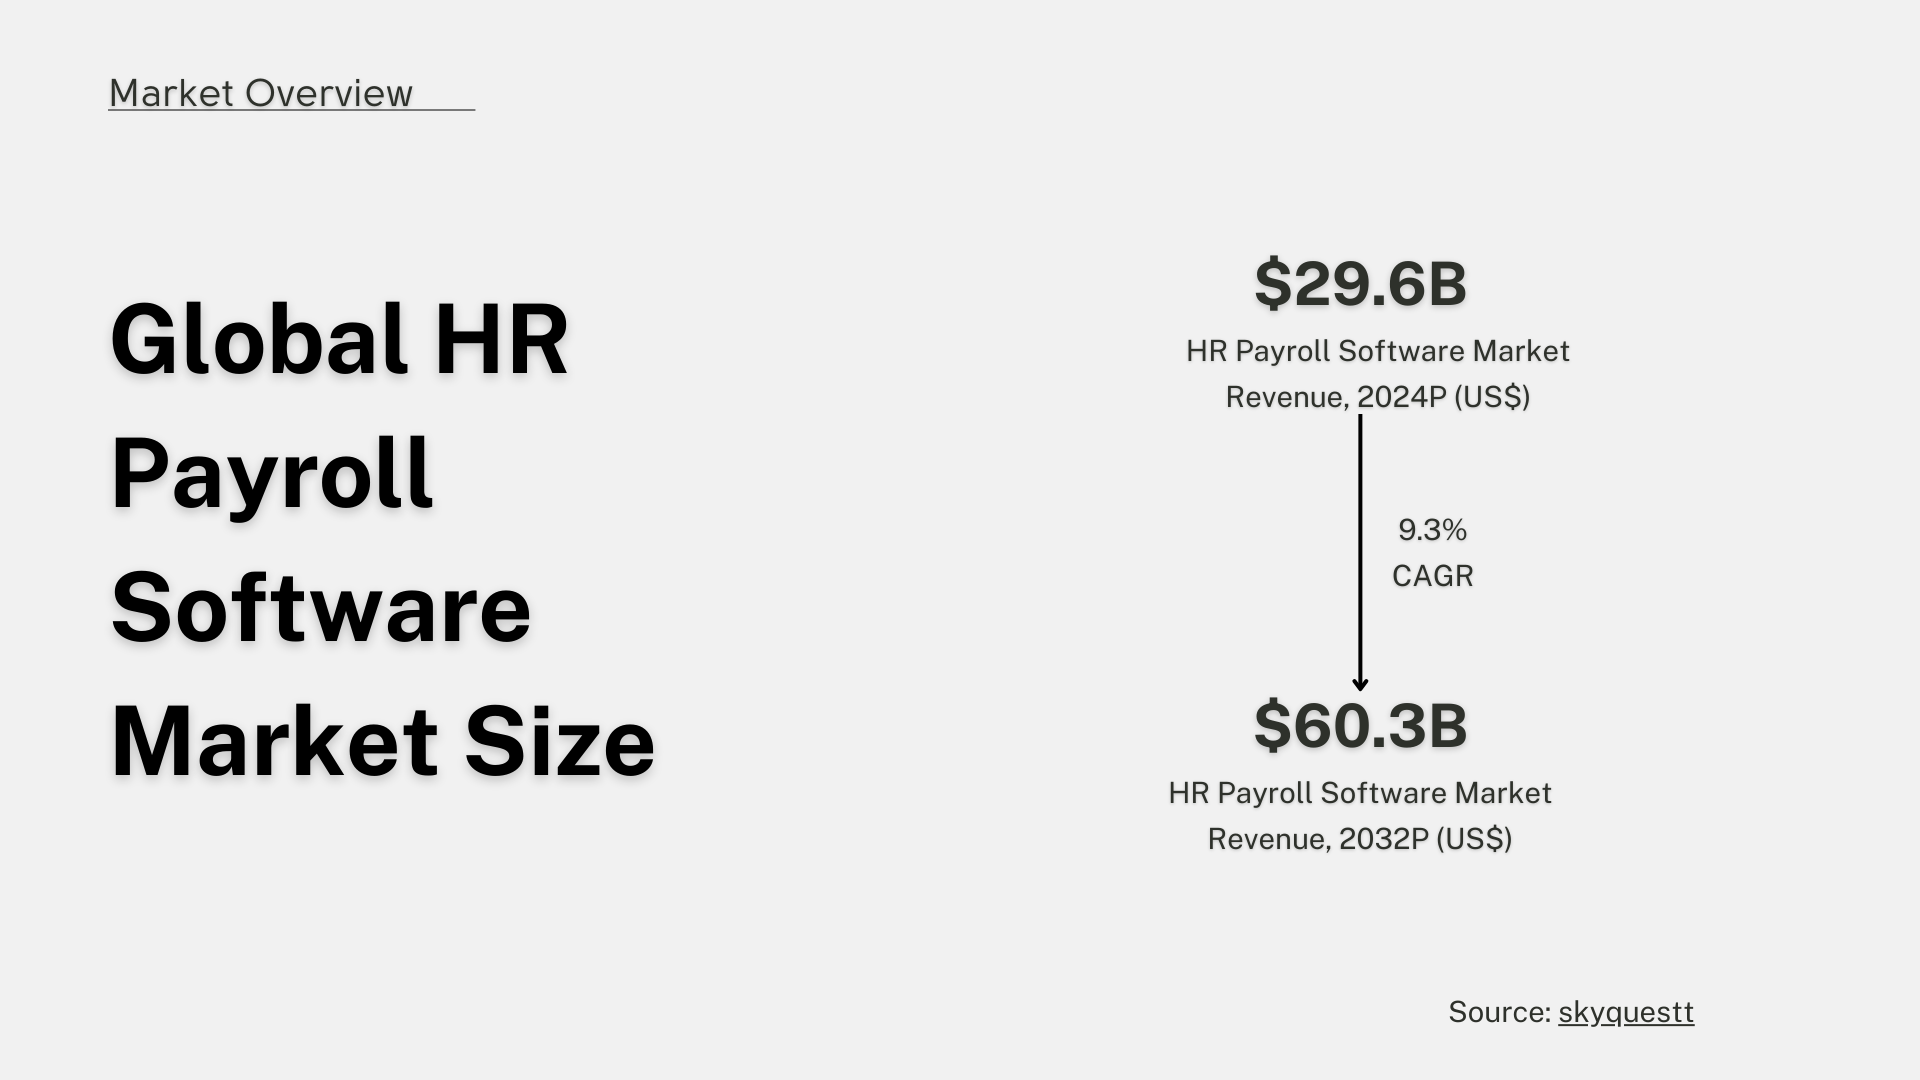 Market Overview
Global HR
Payroll
Software
Market Size
$29.6B
HR Payroll Software Market
Revenue, 2024P (US$)
9.3%
CAGR
$60.3B
HR Payroll Software Market
Revenue, 2032P (US$)
Source: skyquestt